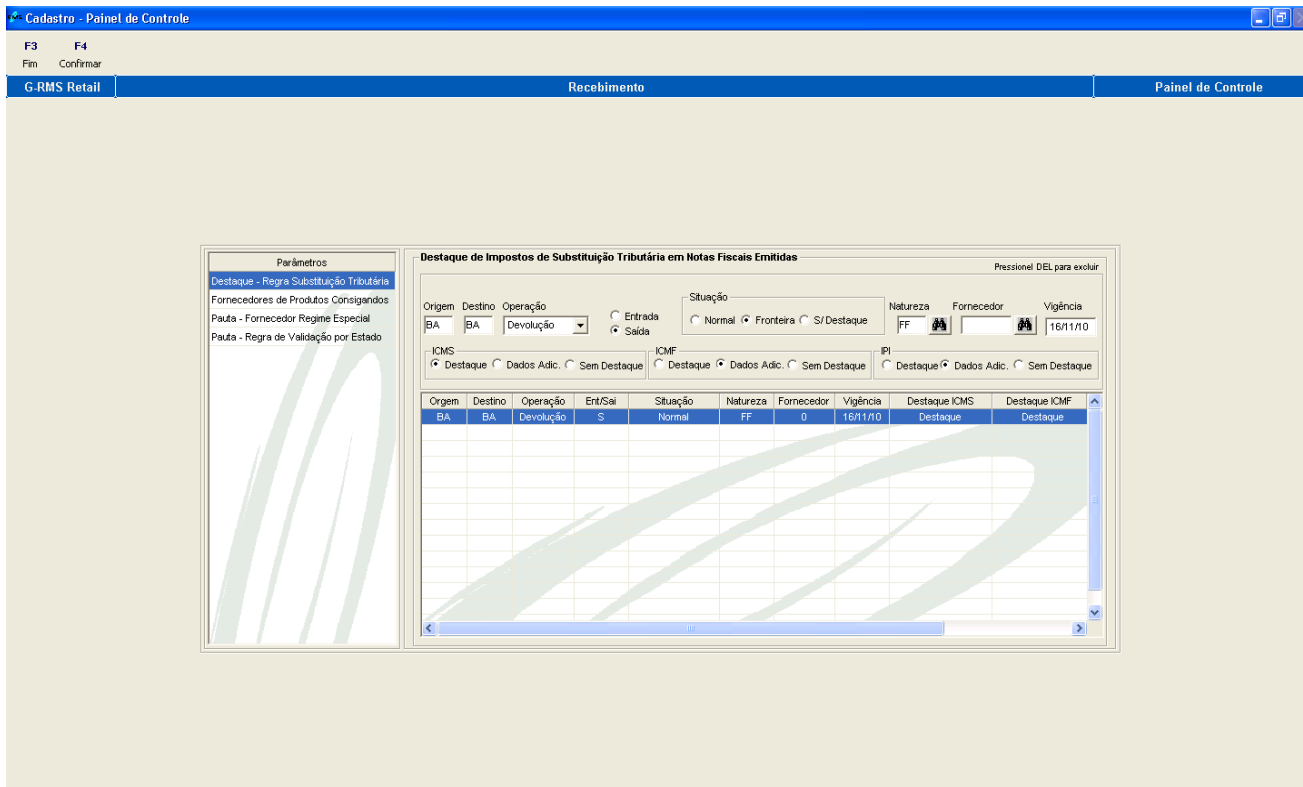 Cadastro - Painel de Controle
F3 F4
Fim Confirmar
G-RMS Retail Recebimento Painel de Controle
Parâmetros
Destaque - Regra Substituição Tributária
Fornecedores de Produtos Consigandos
Pauta - Fornecedor Regime Especial
Pauta - Regra de Validação por Estado
Destaque de Impostos de Substituição Tributária em Notas Fiscais Emitidas
Pressionel DEL para excluir
Origem Destino Operação Situação Natureza Fornecedor Vigência
BA BA Devolução Entrada Saída Normal Fronteira S/Destaque FF 16/11/10
ICMS ICMF IPI
Destaque Dados Adic. Sem Destaque Destaque Dados Adic. Sem Destaque Destaque Dados Adic. Sem Destaque
Orgem Destino Operação Ent/Sai Situação Natureza Fornecedor Vigência Destaque ICMS Destaque ICMF
BA BA Devolução S Normal FF 0 16/11/10 Destaque Destaque